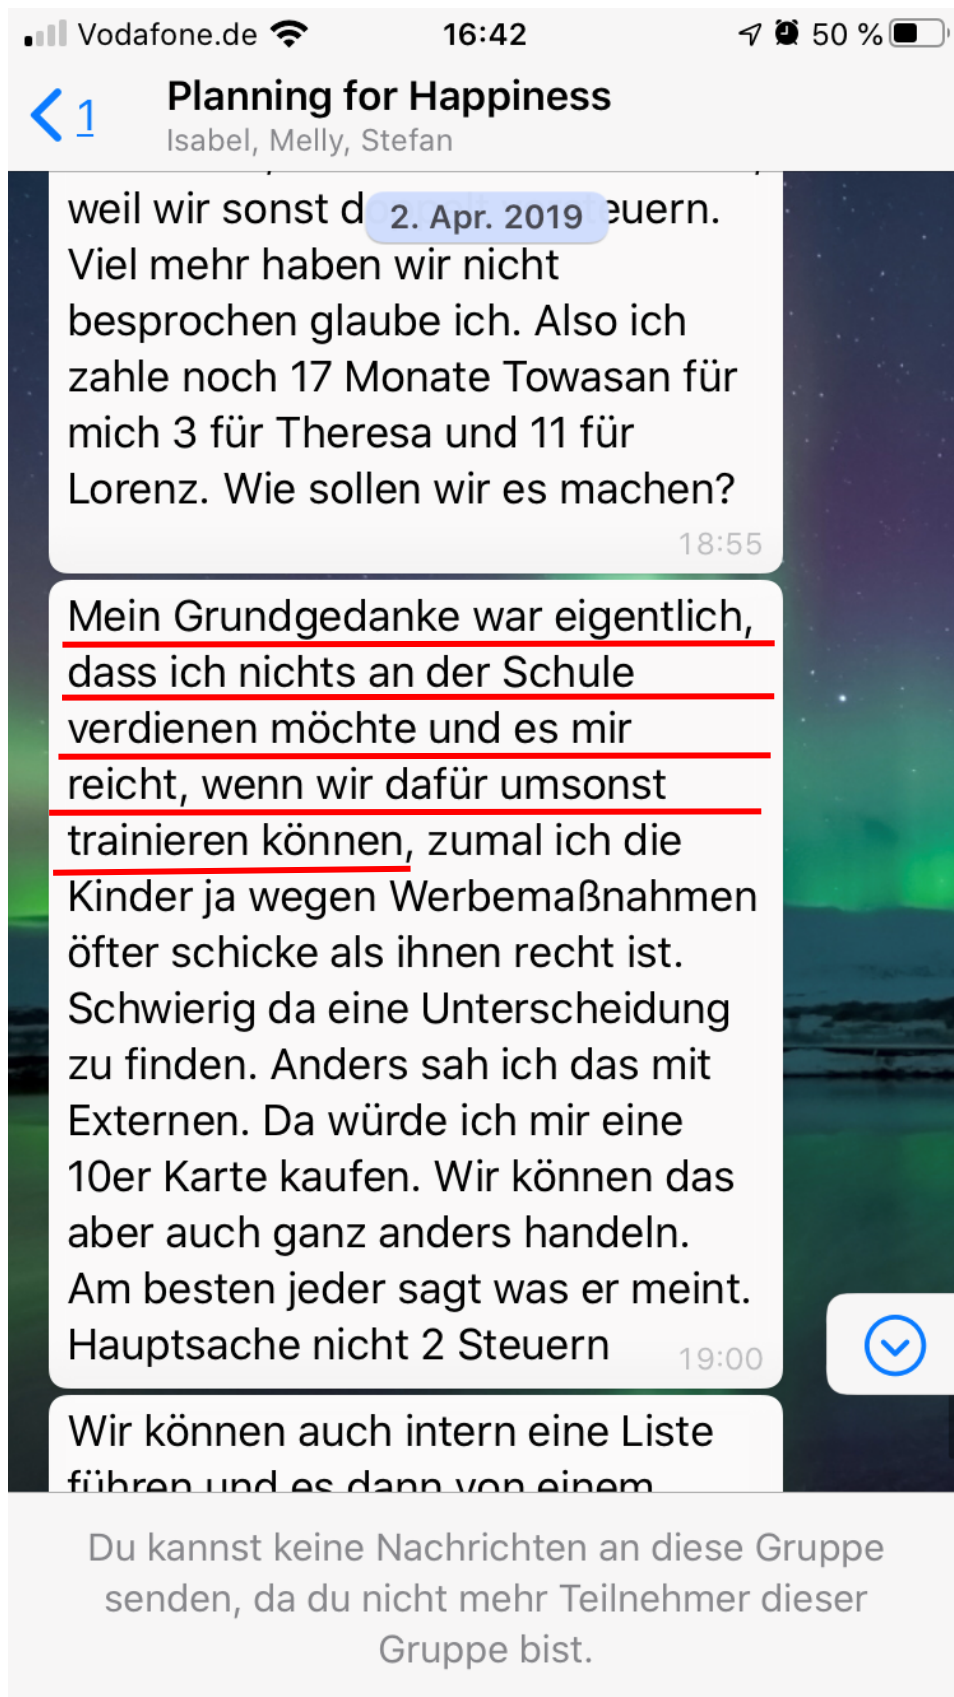 Vodafone.de 16:42 50 %
1 Planning for Happiness
Isabel, Melly, Stefan
2. Apr. 2019
weil wir sonst euern.
Viel mehr haben wir nicht
besprochen glaube ich. Also ich
zahle noch 17 Monate Towasan für
mich 3 für Theresa und 11 für
Lorenz. Wie sollen wir es machen?
18:55
Mein Grundgedanke war eigentlich,
dass ich nichts an der Schule
verdienen möchte und es mir
reicht, wenn wir dafür umsonst
trainieren können, zumal ich die
Kinder ja wegen Werbemaßnahmen
öfter schicke als ihnen recht ist.
Schwierig da eine Unterscheidung
zu finden. Anders sah ich das mit
Externen. Da würde ich mir eine
10er Karte kaufen. Wir können das
aber auch ganz anders handeln.
Am besten jeder sagt was er meint.
Hauptsache nicht 2 Steuern
19:00
Wir können auch intern eine Liste
führen und es dann von einem
Du kannst keine Nachrichten an diese Gruppe
senden, da du nicht mehr Teilnehmer dieser
Gruppe bist.